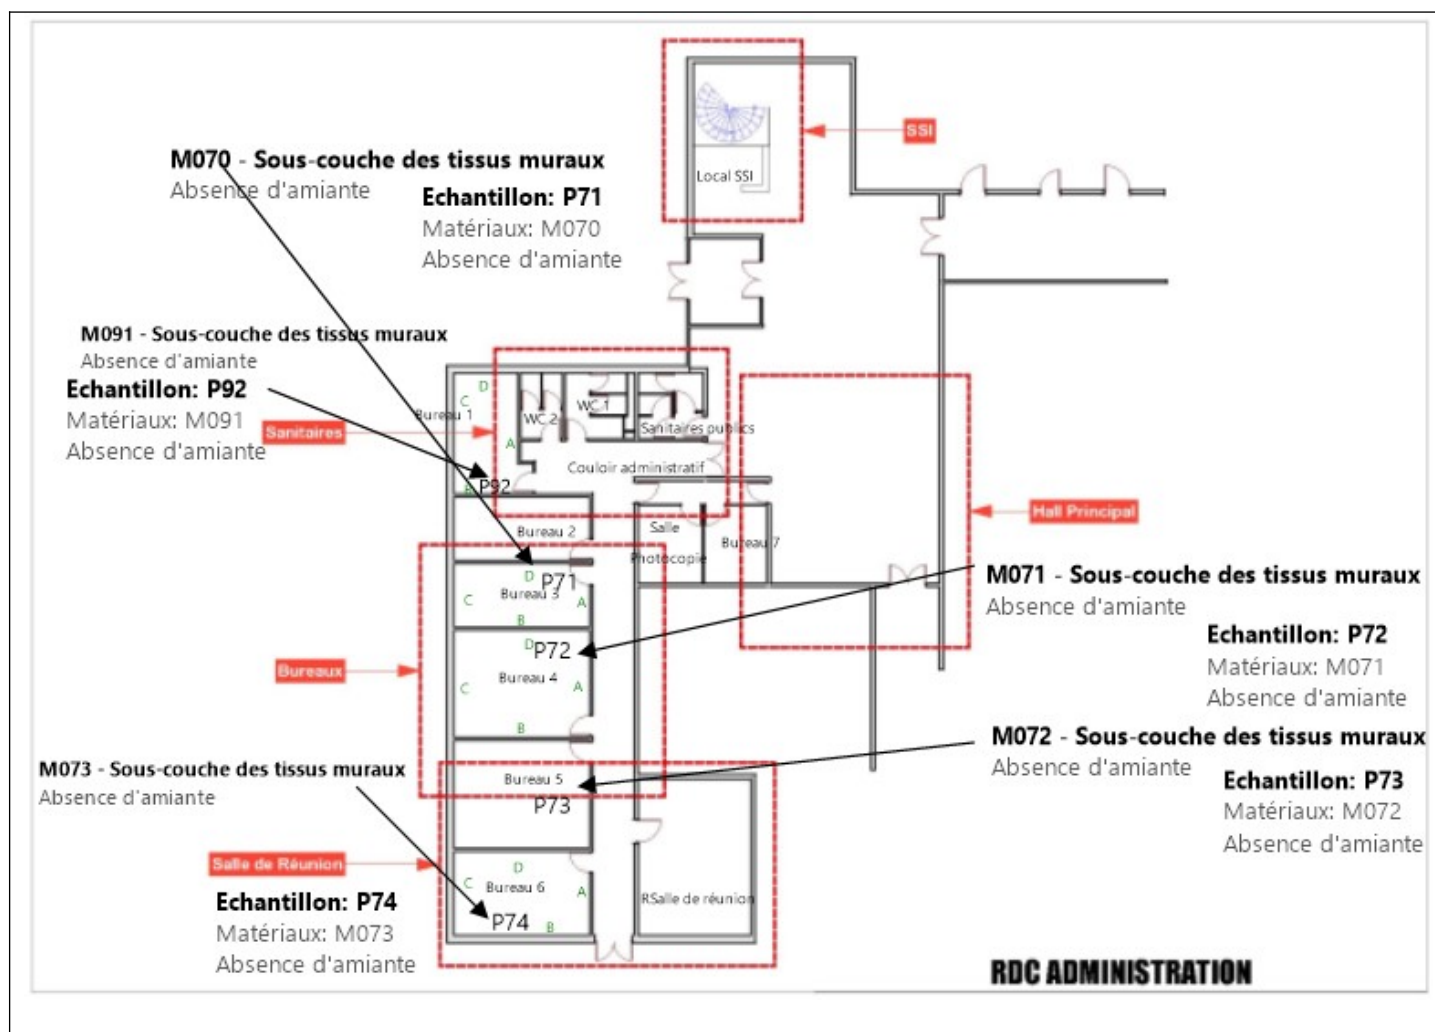 SSI
M070 - Sous-couche des tissus muraux
Absence d'amiante
Echantillon: P71
Matériaux: M070
Absence d'amiante
Local SSI
M091 - Sous-couche des tissus muraux
Absence d'amiante
Echantillon: P92
Matériaux: M091
Absence d'amiante
Sanitaires
Bureau 1
D
C
A
B
P92
WC 2
WC 1
Sanitaires publics
Couloir administratif
Bureau 2
Salle
Photocopie
Bureau 7
Hall Principal
D
P71
Bureau 3
C
A
B
M071 - Sous-couche des tissus muraux
Absence d'amiante
Echantillon: P72
Matériaux: M071
Absence d'amiante
Bureaux
D
P72
Bureau 4
C
A
B
M072 - Sous-couche des tissus muraux
Absence d'amiante
Echantillon: P73
Matériaux: M072
Absence d'amiante
M073 - Sous-couche des tissus muraux
Absence d'amiante
Bureau 5
P73
Salle de Réunion
Echantillon: P74
Matériaux: M073
Absence d'amiante
D
C
Bureau 6
A
P74
B
RSalle de réunion
RDC ADMINISTRATION